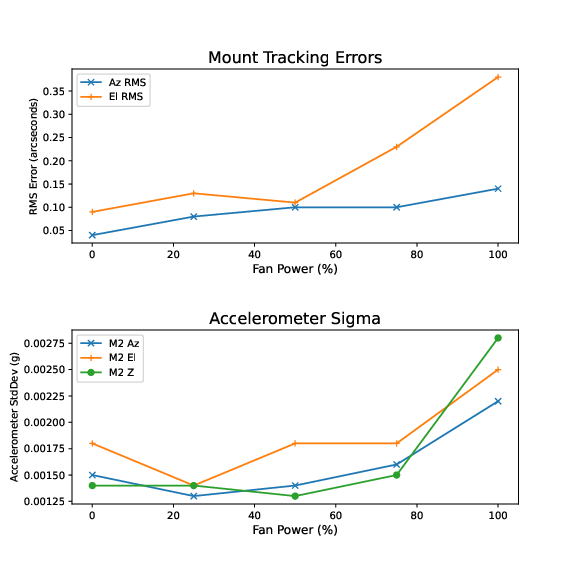 Mount Tracking Errors
Az RMS
El RMS
RMS Error (arcseconds)
0.35
0.30
0.25
0.20
0.15
0.10
0.05
0 20 40 60 80 100
Fan Power (%)
Accelerometer Sigma
M2 Az
M2 El
M2 Z
Accelerometer StdDev (g)
0.00275
0.00250
0.00225
0.00200
0.00175
0.00150
0.00125
0 20 40 60 80 100
Fan Power (%)